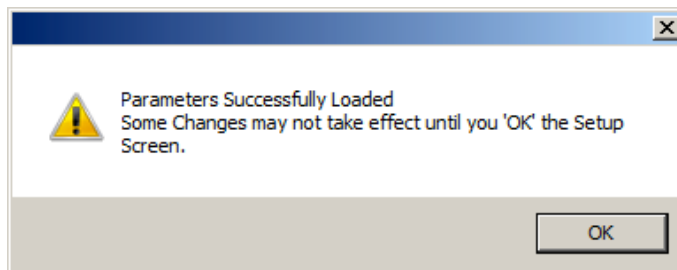 Parameters Successfully Loaded
Some Changes may not take effect until you 'OK' the Setup
Screen.
OK